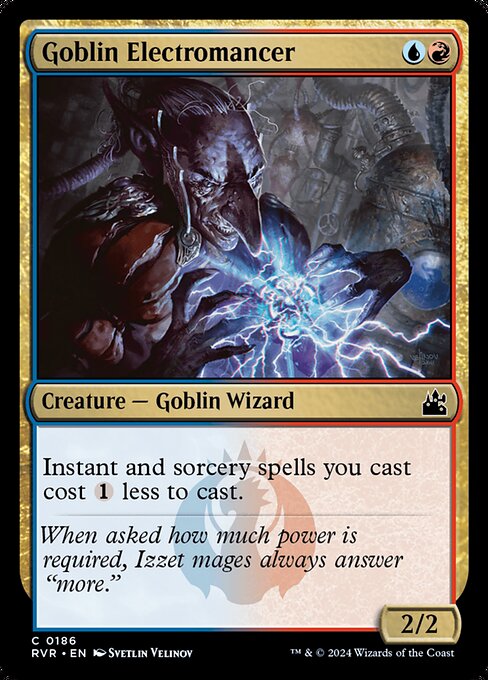 Goblin Electromancer
Creature — Goblin Wizard
Instant and sorcery spells you cast
cost 1 less to cast.
When asked how much power is
required, Izzet mages always answer
“more.”
2/2
C 0186
RVR • EN Svetlin Velinov
™ & © 2024 Wizards of the Coast